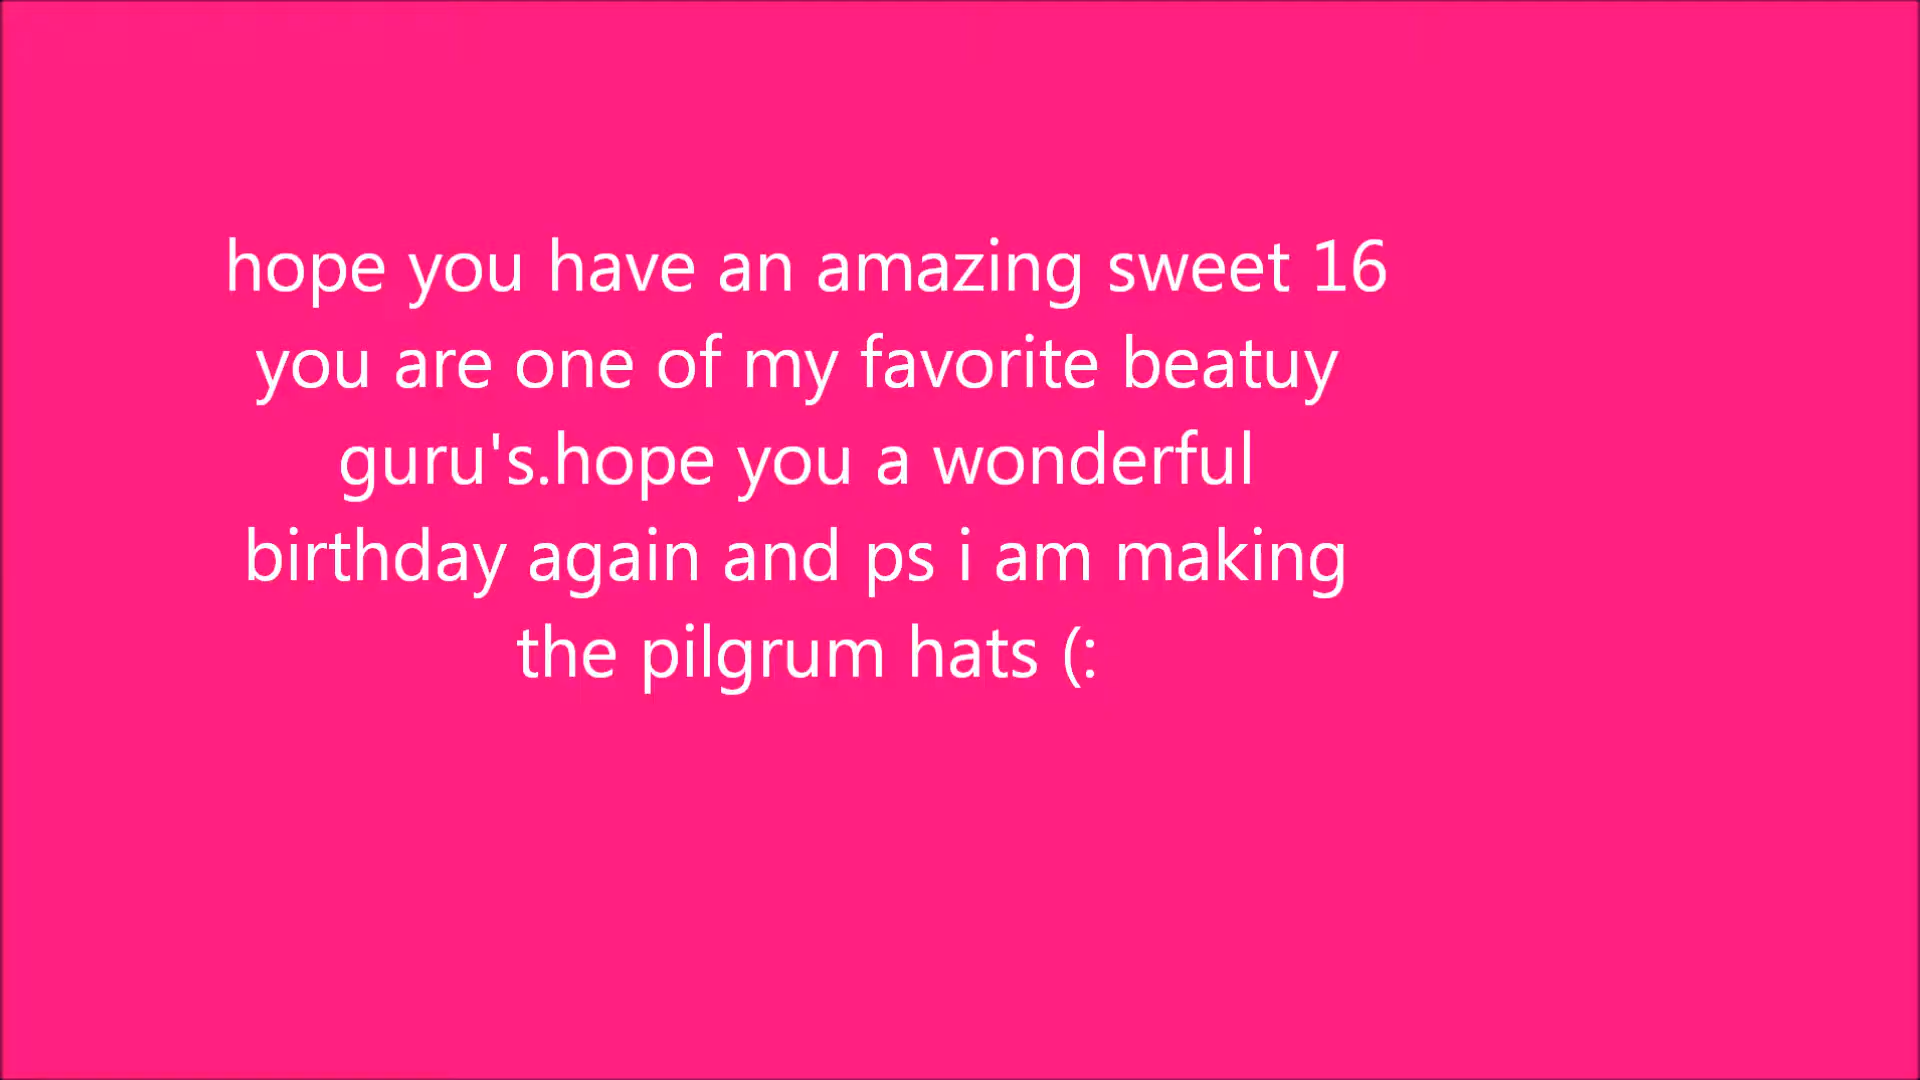 hope you have an amazing sweet 16
you are one of my favorite beatuy
guru's.hope you a wonderful
birthday again and ps i am making
the pilgrum hats (: